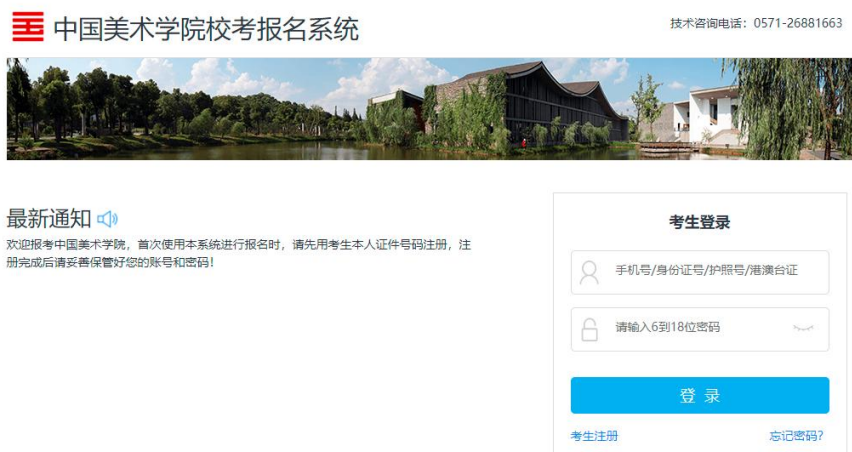 中国美术学院校考报名系统
技术咨询电话：0571-26881663
最新通知
欢迎报考中国美术学院，首次使用本系统进行报名时，请先用考生本人证件号码注册，注
册完成后请妥善保管好您的账号和密码！
考生登录
手机号/身份证号/护照号/港澳台证
请输入6到18位密码
登 录
考生注册
忘记密码？